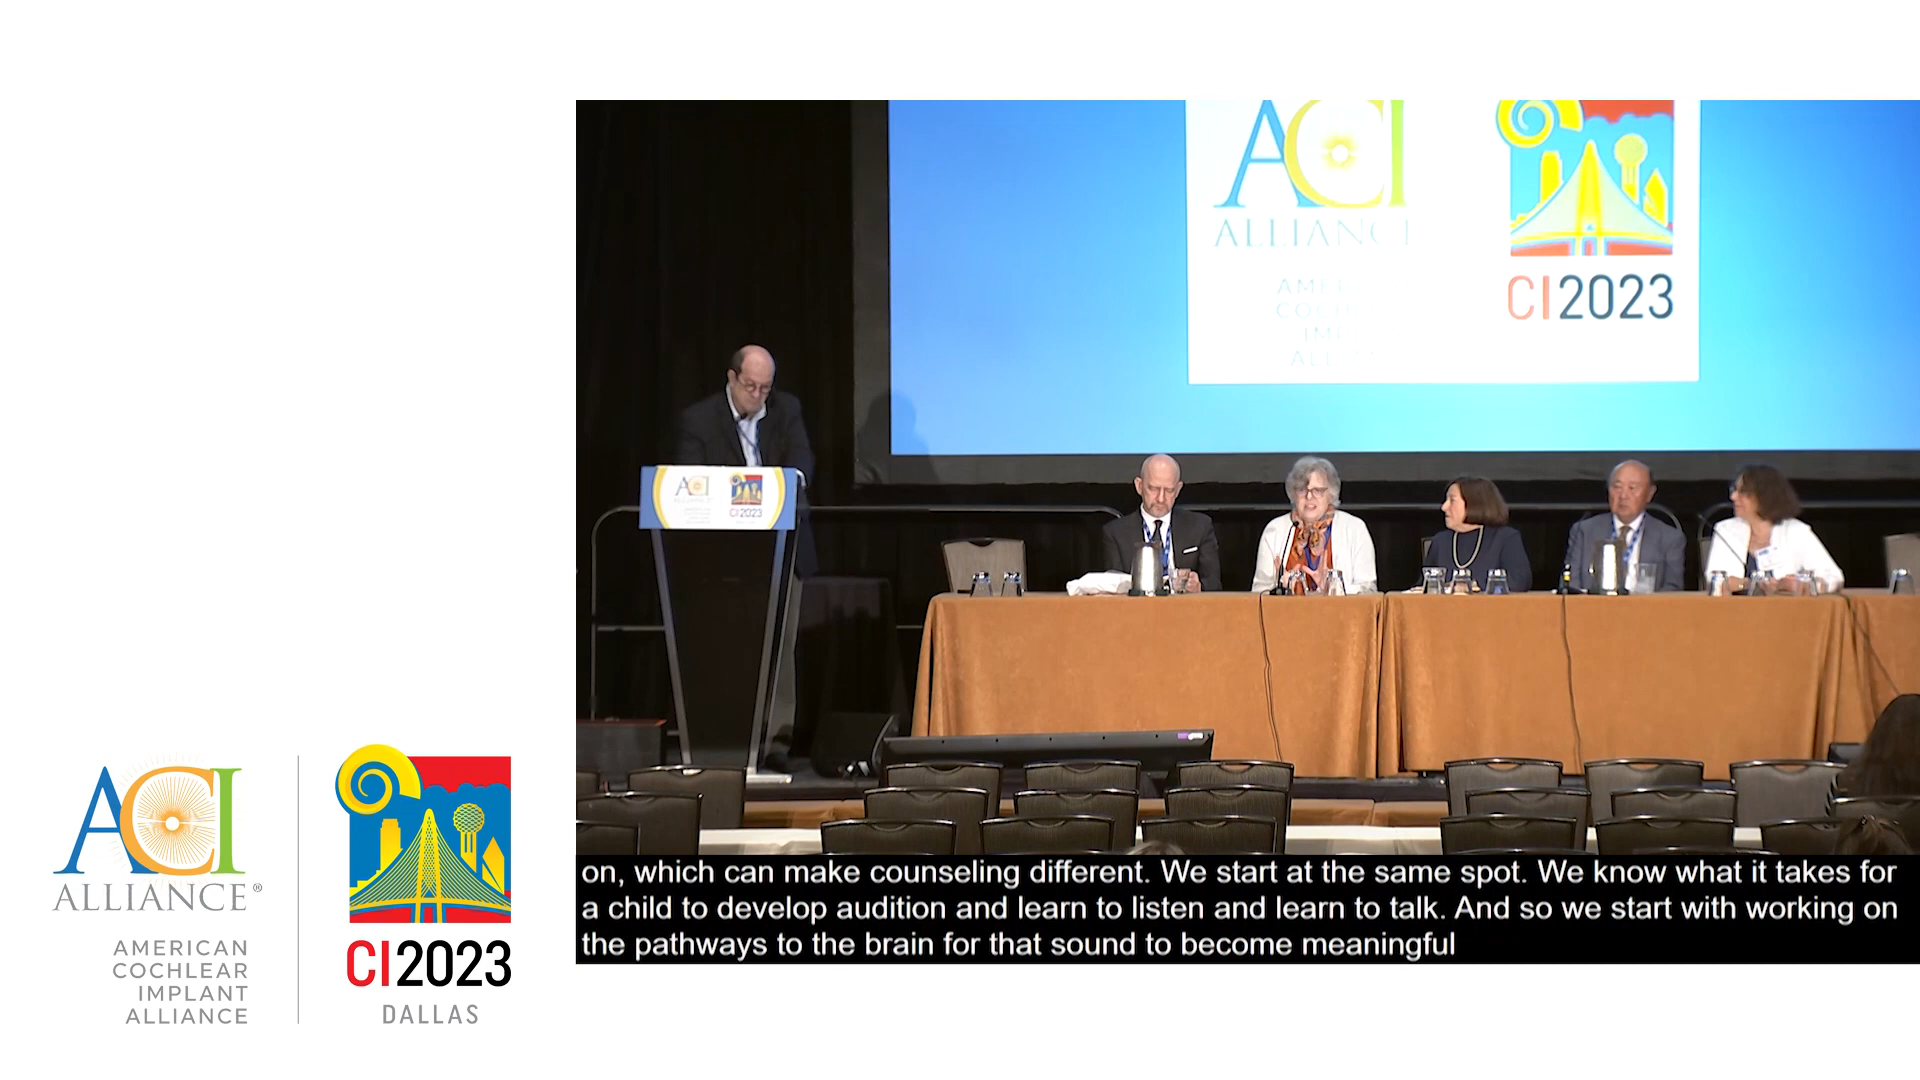 ACI
ALLIANCE
CI2023
ACI
CI2023
on, which can make counseling different. We start at the same spot. We know what it takes for
a child to develop audition and learn to listen and learn to talk. And so we start with working on
the pathways to the brain for that sound to become meaningful
ACI
ALLIANCE®
AMERICAN
COCHLEAR
IMPLANT
ALLIANCE
CI2023
DALLAS